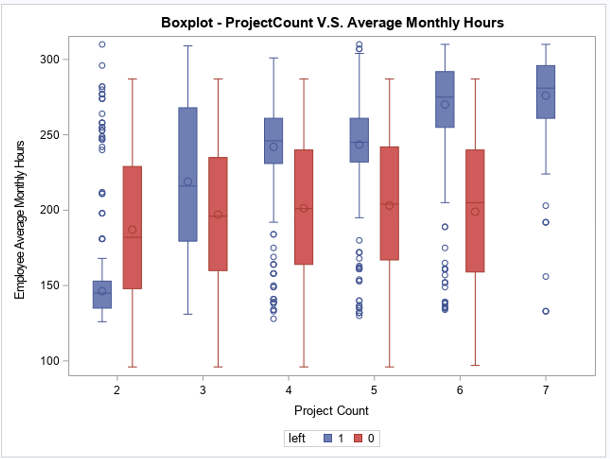 Boxplot - ProjectCount V.S. Average Monthly Hours
Employee Average Monthly Hours
300
250
200
150
100
2 3 4 5 6 7
Project Count
left 1 0